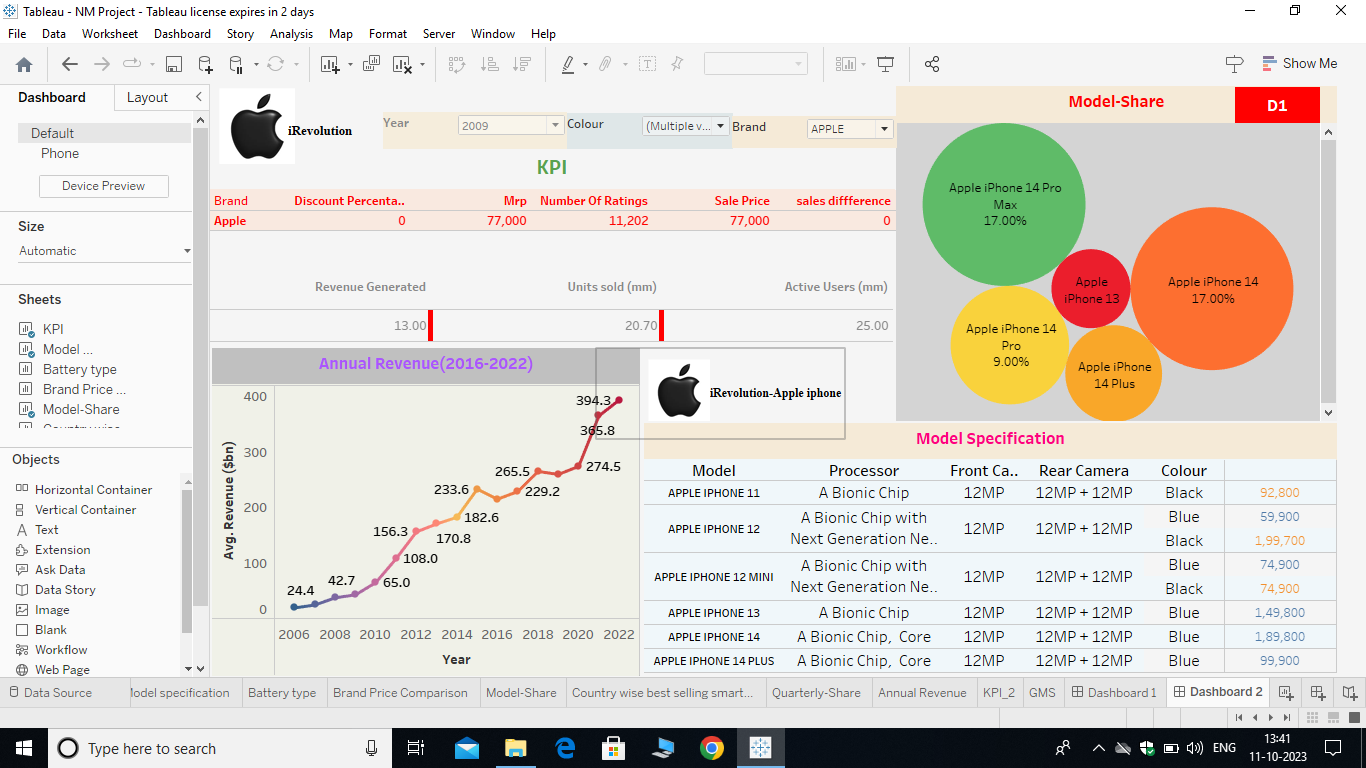 Tableau - NM Project - Tableau license expires in 2 days
File Data Worksheet Dashboard Story Analysis Map Format Server Window Help
Show Me
Dashboard Layout
Default
Phone
Device Preview
Size
Automatic
Sheets
KPI
Model ...
Battery type
Brand Price ...
Model-Share
Objects
Horizontal Container
Vertical Container
Text
Extension
Ask Data
Data Story
Image
Blank
Workflow
Web Page
iRevolution
Year 2009 Colour (Multiple v... Brand APPLE
KPI
Brand Discount Percenta.. Mrp Number Of Ratings Sale Price sales diffference
Apple 0 77,000 11,202 77,000 0
Revenue Generated Units sold (mm) Active Users (mm)
13.00 20.70 25.00
Annual Revenue(2016-2022)
Avg. Revenue ($bn)
400
300
200
100
0
24.4
42.7
65.0
108.0
156.3
170.8
182.6
233.6
229.2
265.5
274.5
365.8
394.3
2006 2008 2010 2012 2014 2016 2018 2020 2022
Year
iRevolution-Apple iphone
Model-Share
D1
Apple iPhone 14 Pro
Max
17.00%
Apple
iPhone 13
Apple iPhone 14
17.00%
Apple iPhone 14
Pro
9.00%
Apple iPhone
14 Plus
Model Specification
Model Processor Front Ca.. Rear Camera Colour
APPLE IPHONE 11 A Bionic Chip 12MP 12MP + 12MP Black 92,800
APPLE IPHONE 12 A Bionic Chip with Next Generation Ne.. 12MP 12MP + 12MP Blue 59,900
Black 1,99,700
APPLE IPHONE 12 MINI A Bionic Chip with Next Generation Ne.. 12MP 12MP + 12MP Blue 74,900
Black 74,900
APPLE IPHONE 13 A Bionic Chip 12MP 12MP + 12MP Blue 1,49,800
APPLE IPHONE 14 A Bionic Chip, Core 12MP 12MP + 12MP Blue 1,89,800
APPLE IPHONE 14 PLUS A Bionic Chip, Core 12MP 12MP + 12MP Blue 99,900
Data Source lodel specification Battery type Brand Price Comparison Model-Share Country wise best selling smart... Quarterly-Share Annual Revenue KPI_2 GMS Dashboard 1 Dashboard 2
Type here to search
ENG
13:41
11-10-2023